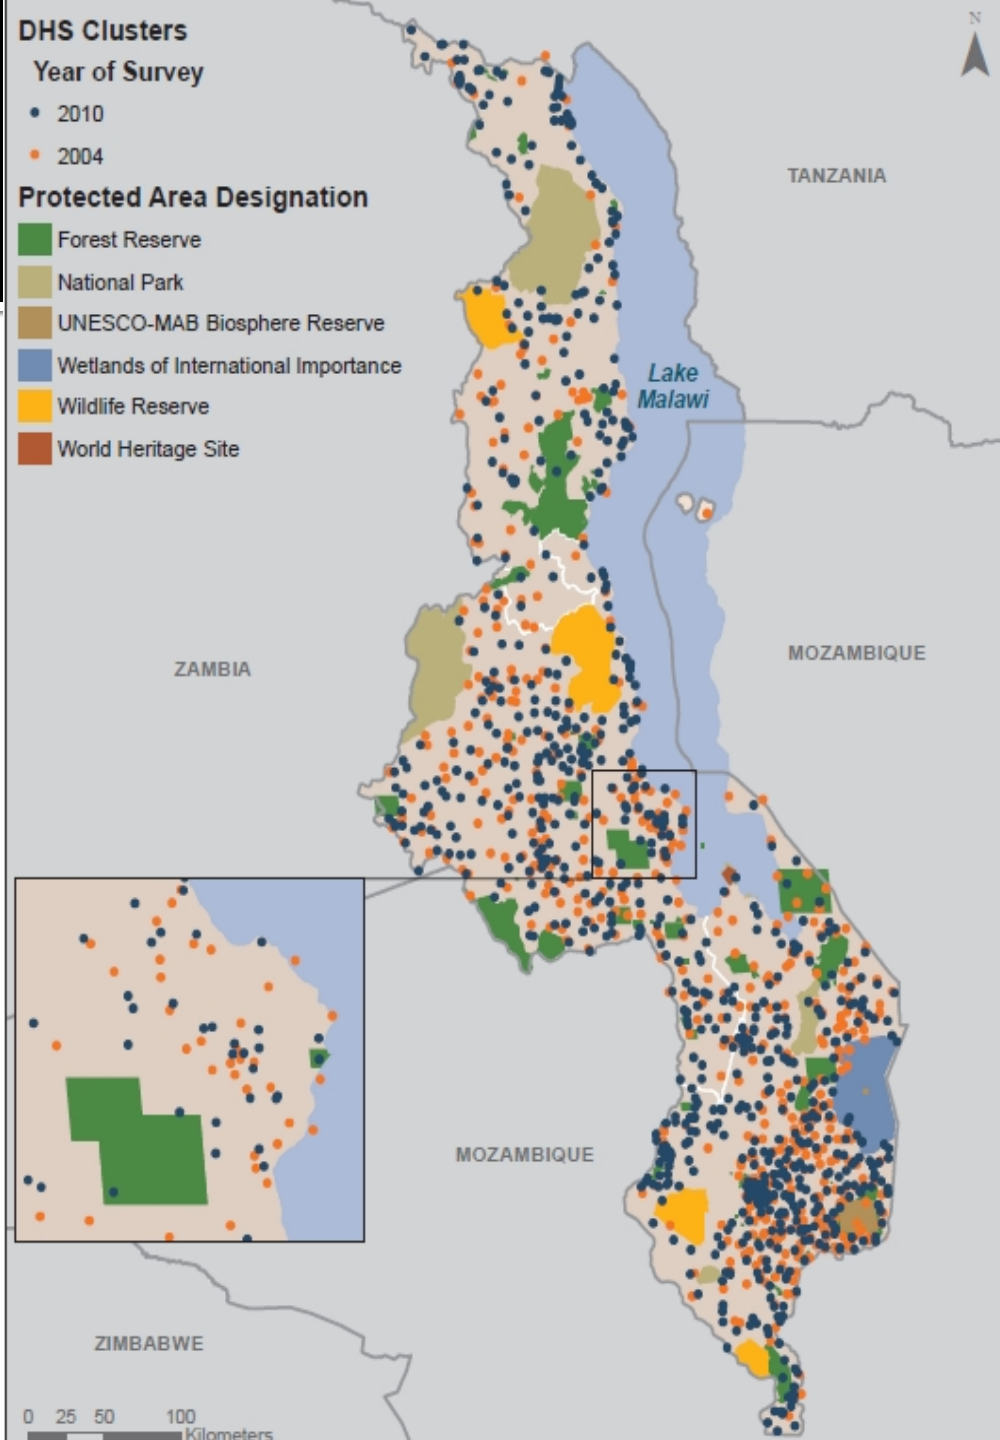 DHS Clusters
Year of Survey
2010
2004
Protected Area Designation
Forest Reserve
National Park
UNESCO-MAB Biosphere Reserve
Wetlands of International Importance
Wildlife Reserve
World Heritage Site
N
TANZANIA
Lake
Malawi
ZAMBIA
MOZAMBIQUE
MOZAMBIQUE
ZIMBABWE
0 25 50 100
Kilometers